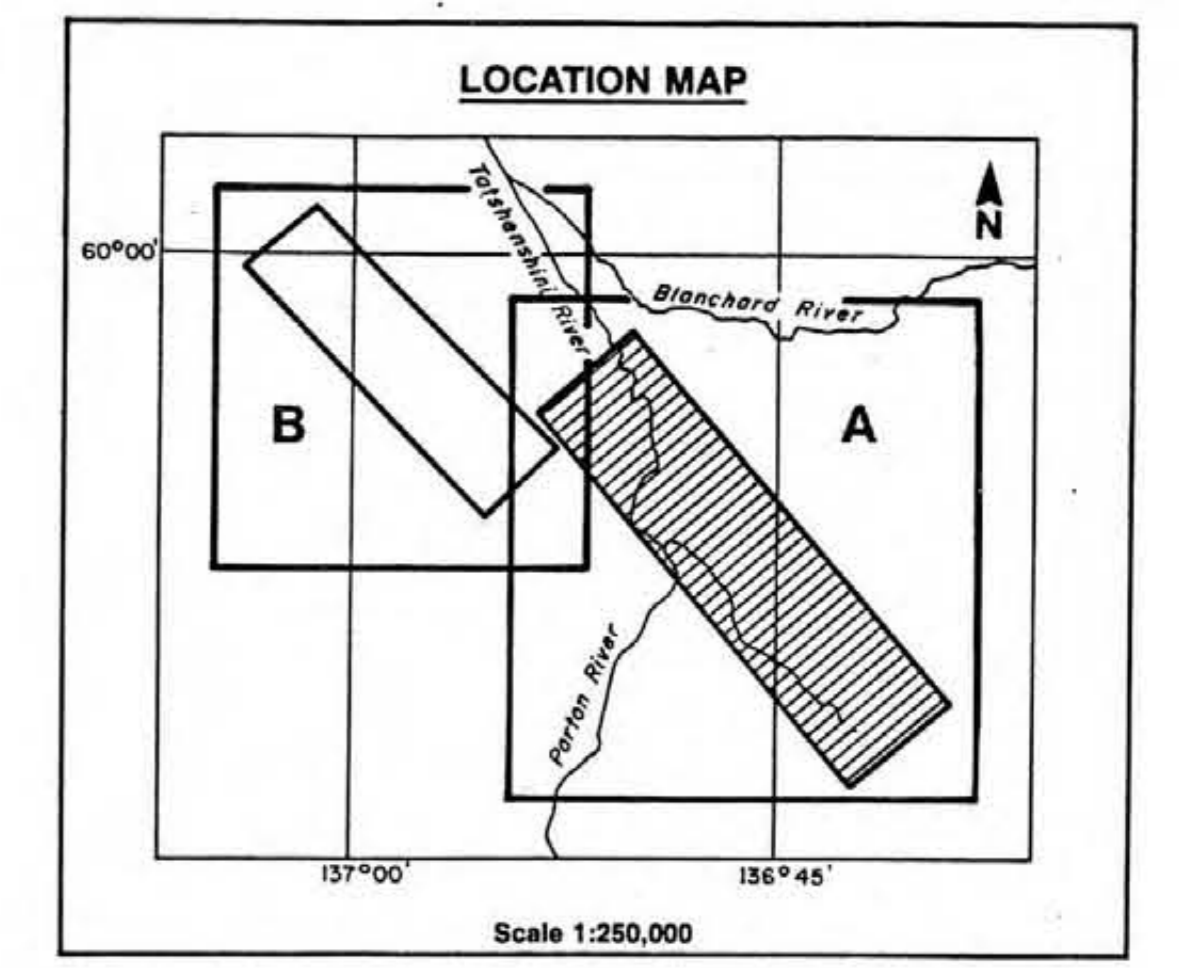 LOCATION MAP
N
60°00'
Tatshenshini River
Blanchard River
B
A
Parton River
137°00'
136°45'
Scale 1:250,000